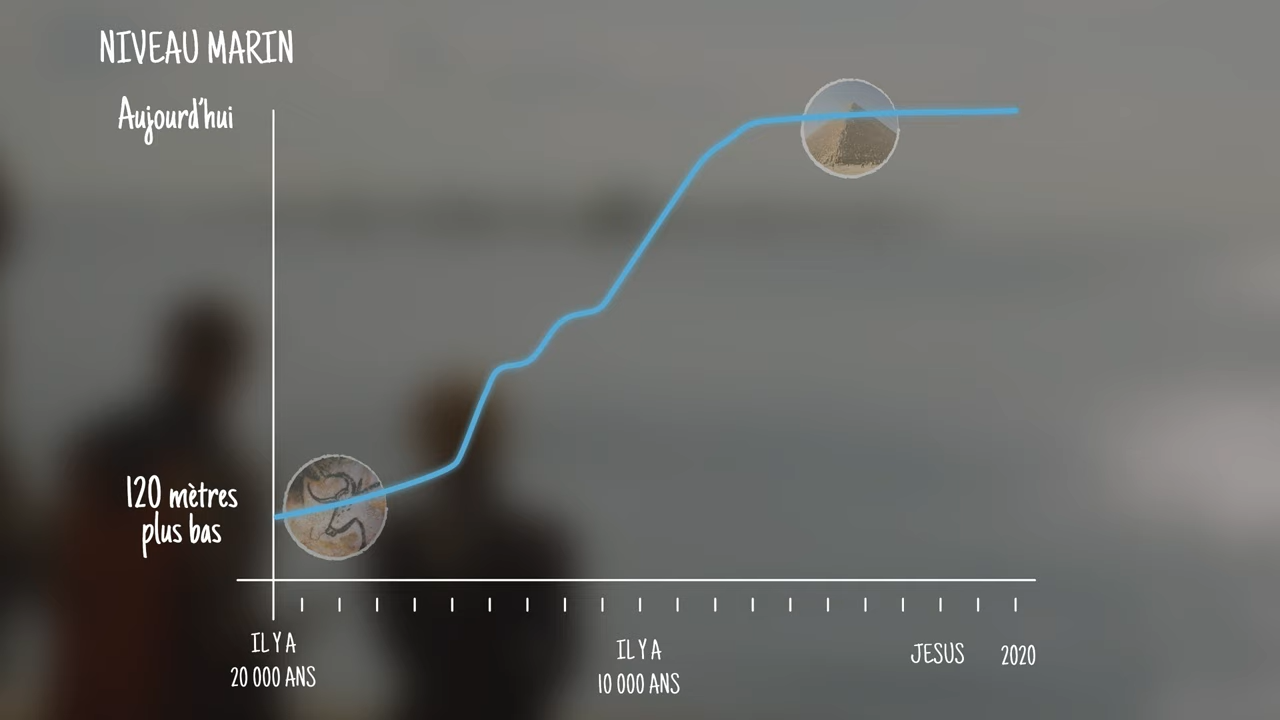 NIVEAU MARIN
Aujourd'hui
120 mètres
plus bas
IL Y A
20 000 ANS
IL Y A
10 000 ANS
JESUS
2020